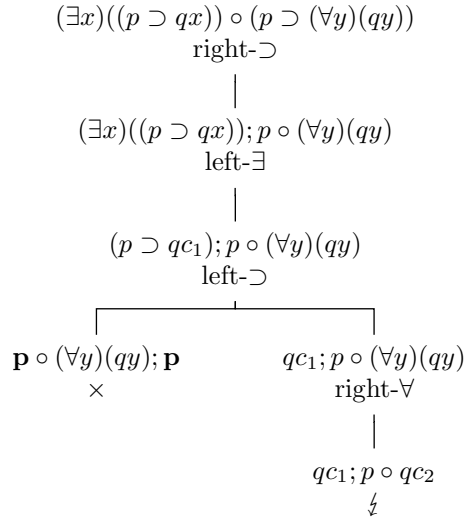 (∃x)((p ⊃ qx)) ∘ (p ⊃ (∀y)(qy))
right-⊃
(∃x)((p ⊃ qx)); p ∘ (∀y)(qy)
left-∃
(p ⊃ qc₁); p ∘ (∀y)(qy)
left-⊃
p ∘ (∀y)(qy); p
×
qc₁; p ∘ (∀y)(qy)
right-∀
qc₁; p ∘ qc₂
↯